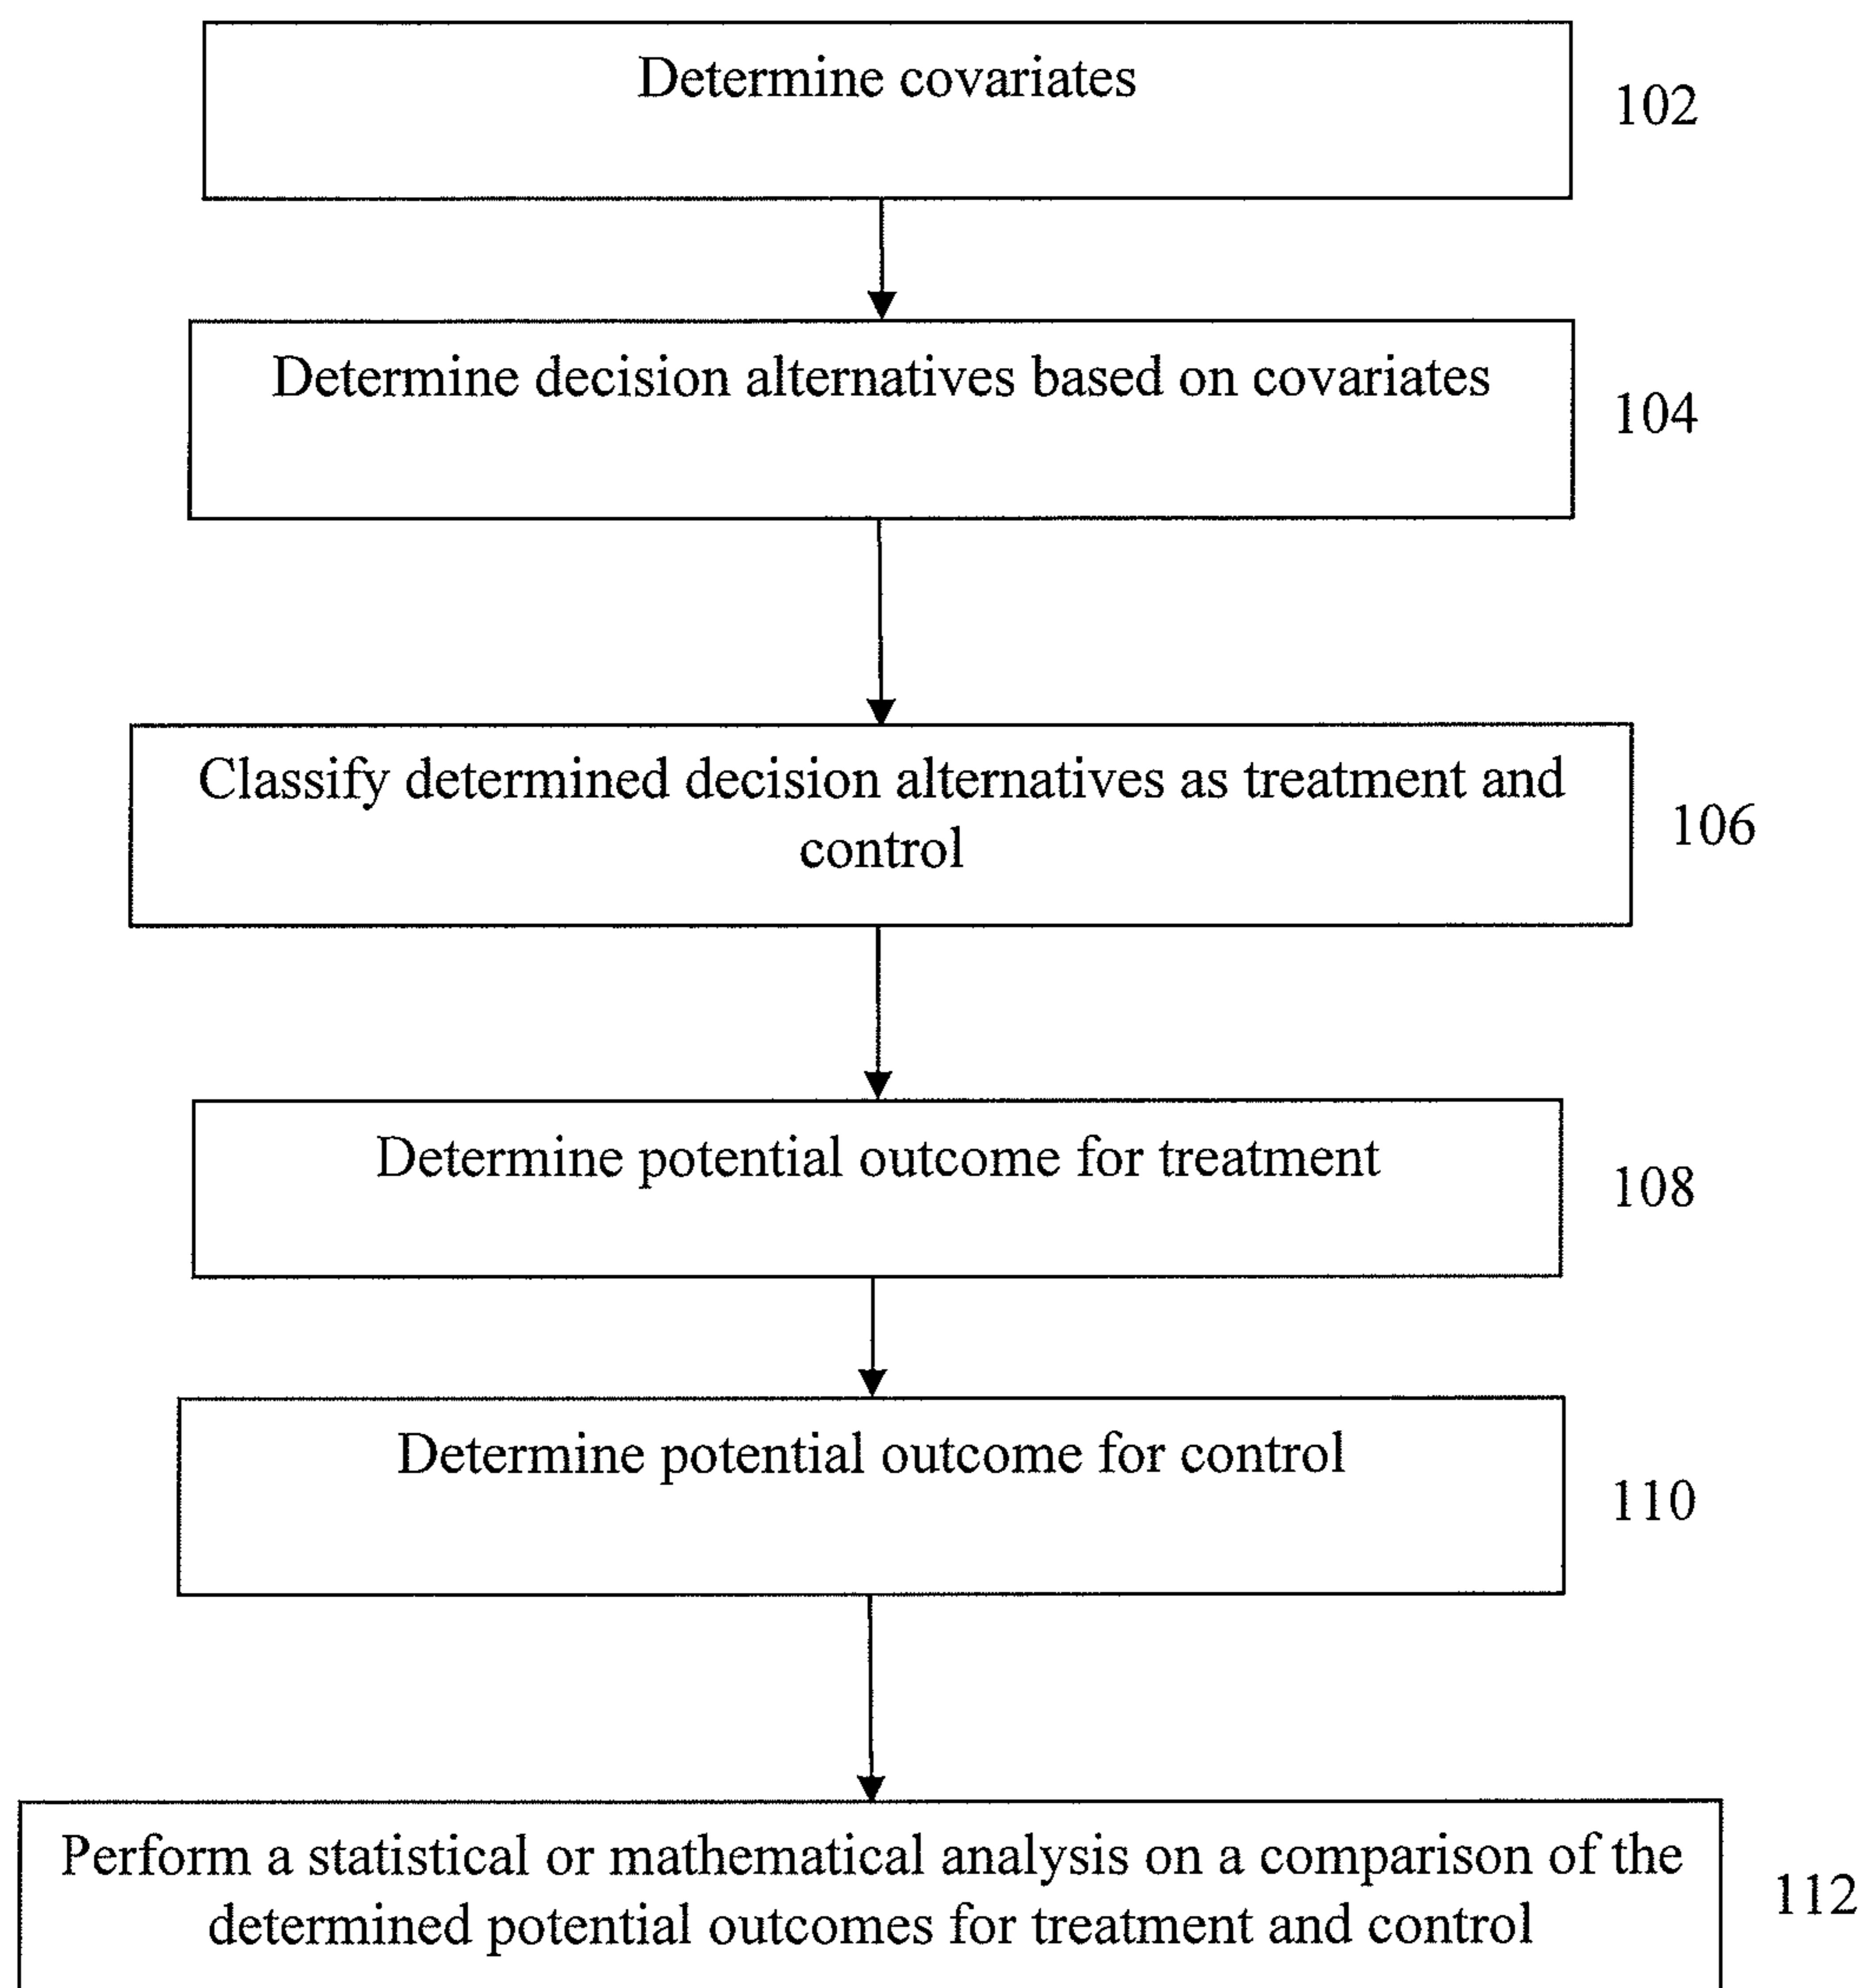 Determine covariates
102
Determine decision alternatives based on covariates
104
Classify determined decision alternatives as treatment and
control
106
Determine potential outcome for treatment
108
Determine potential outcome for control
110
Perform a statistical or mathematical analysis on a comparison of the
determined potential outcomes for treatment and control
112